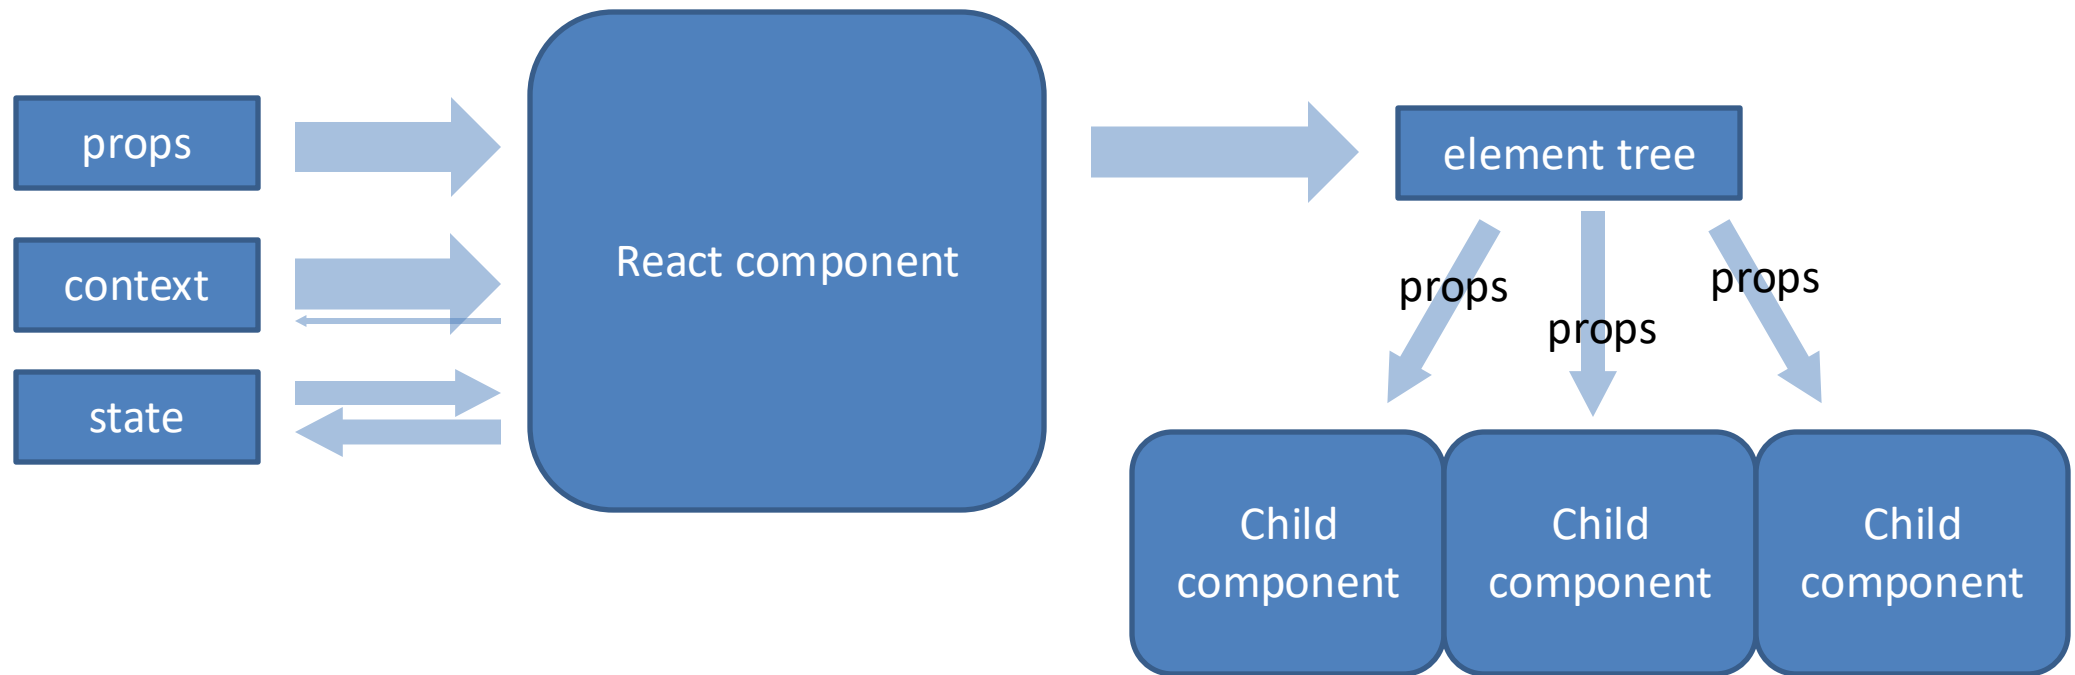 props
context
state
React component
element tree
props
props
props
Child
component
Child
component
Child
component